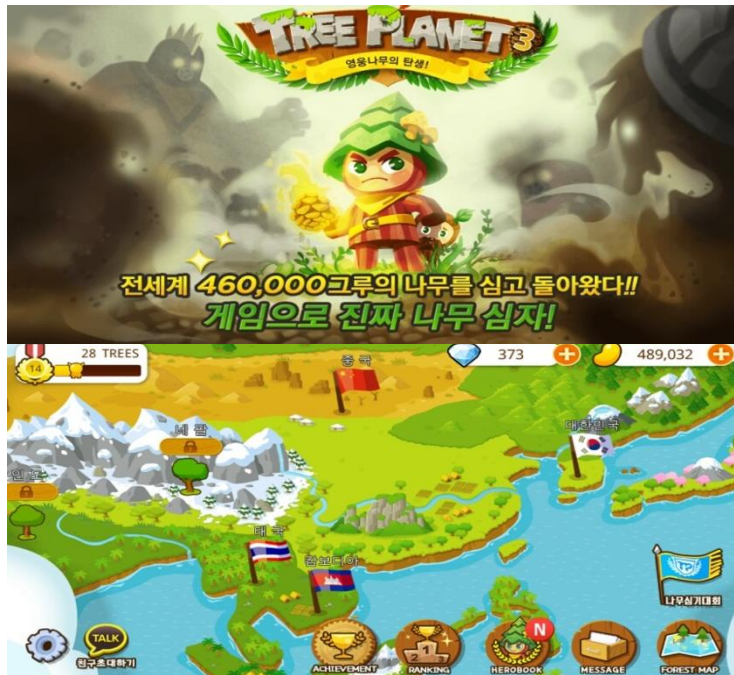 TREE PLANET 3
영웅나무의 탄생!
전세계 460,000그루의 나무를 심고 돌아왔다!!
게임으로 진짜 나무 심자!
28 TREES
14
373
489,032
중국
네팔
대한민국
인도
태국
캄보디아
나무심기대회
TALK
친구초대하기
N
ACHIEVEMENT
RANKING
HEROBOOK
MESSAGE
FOREST MAP